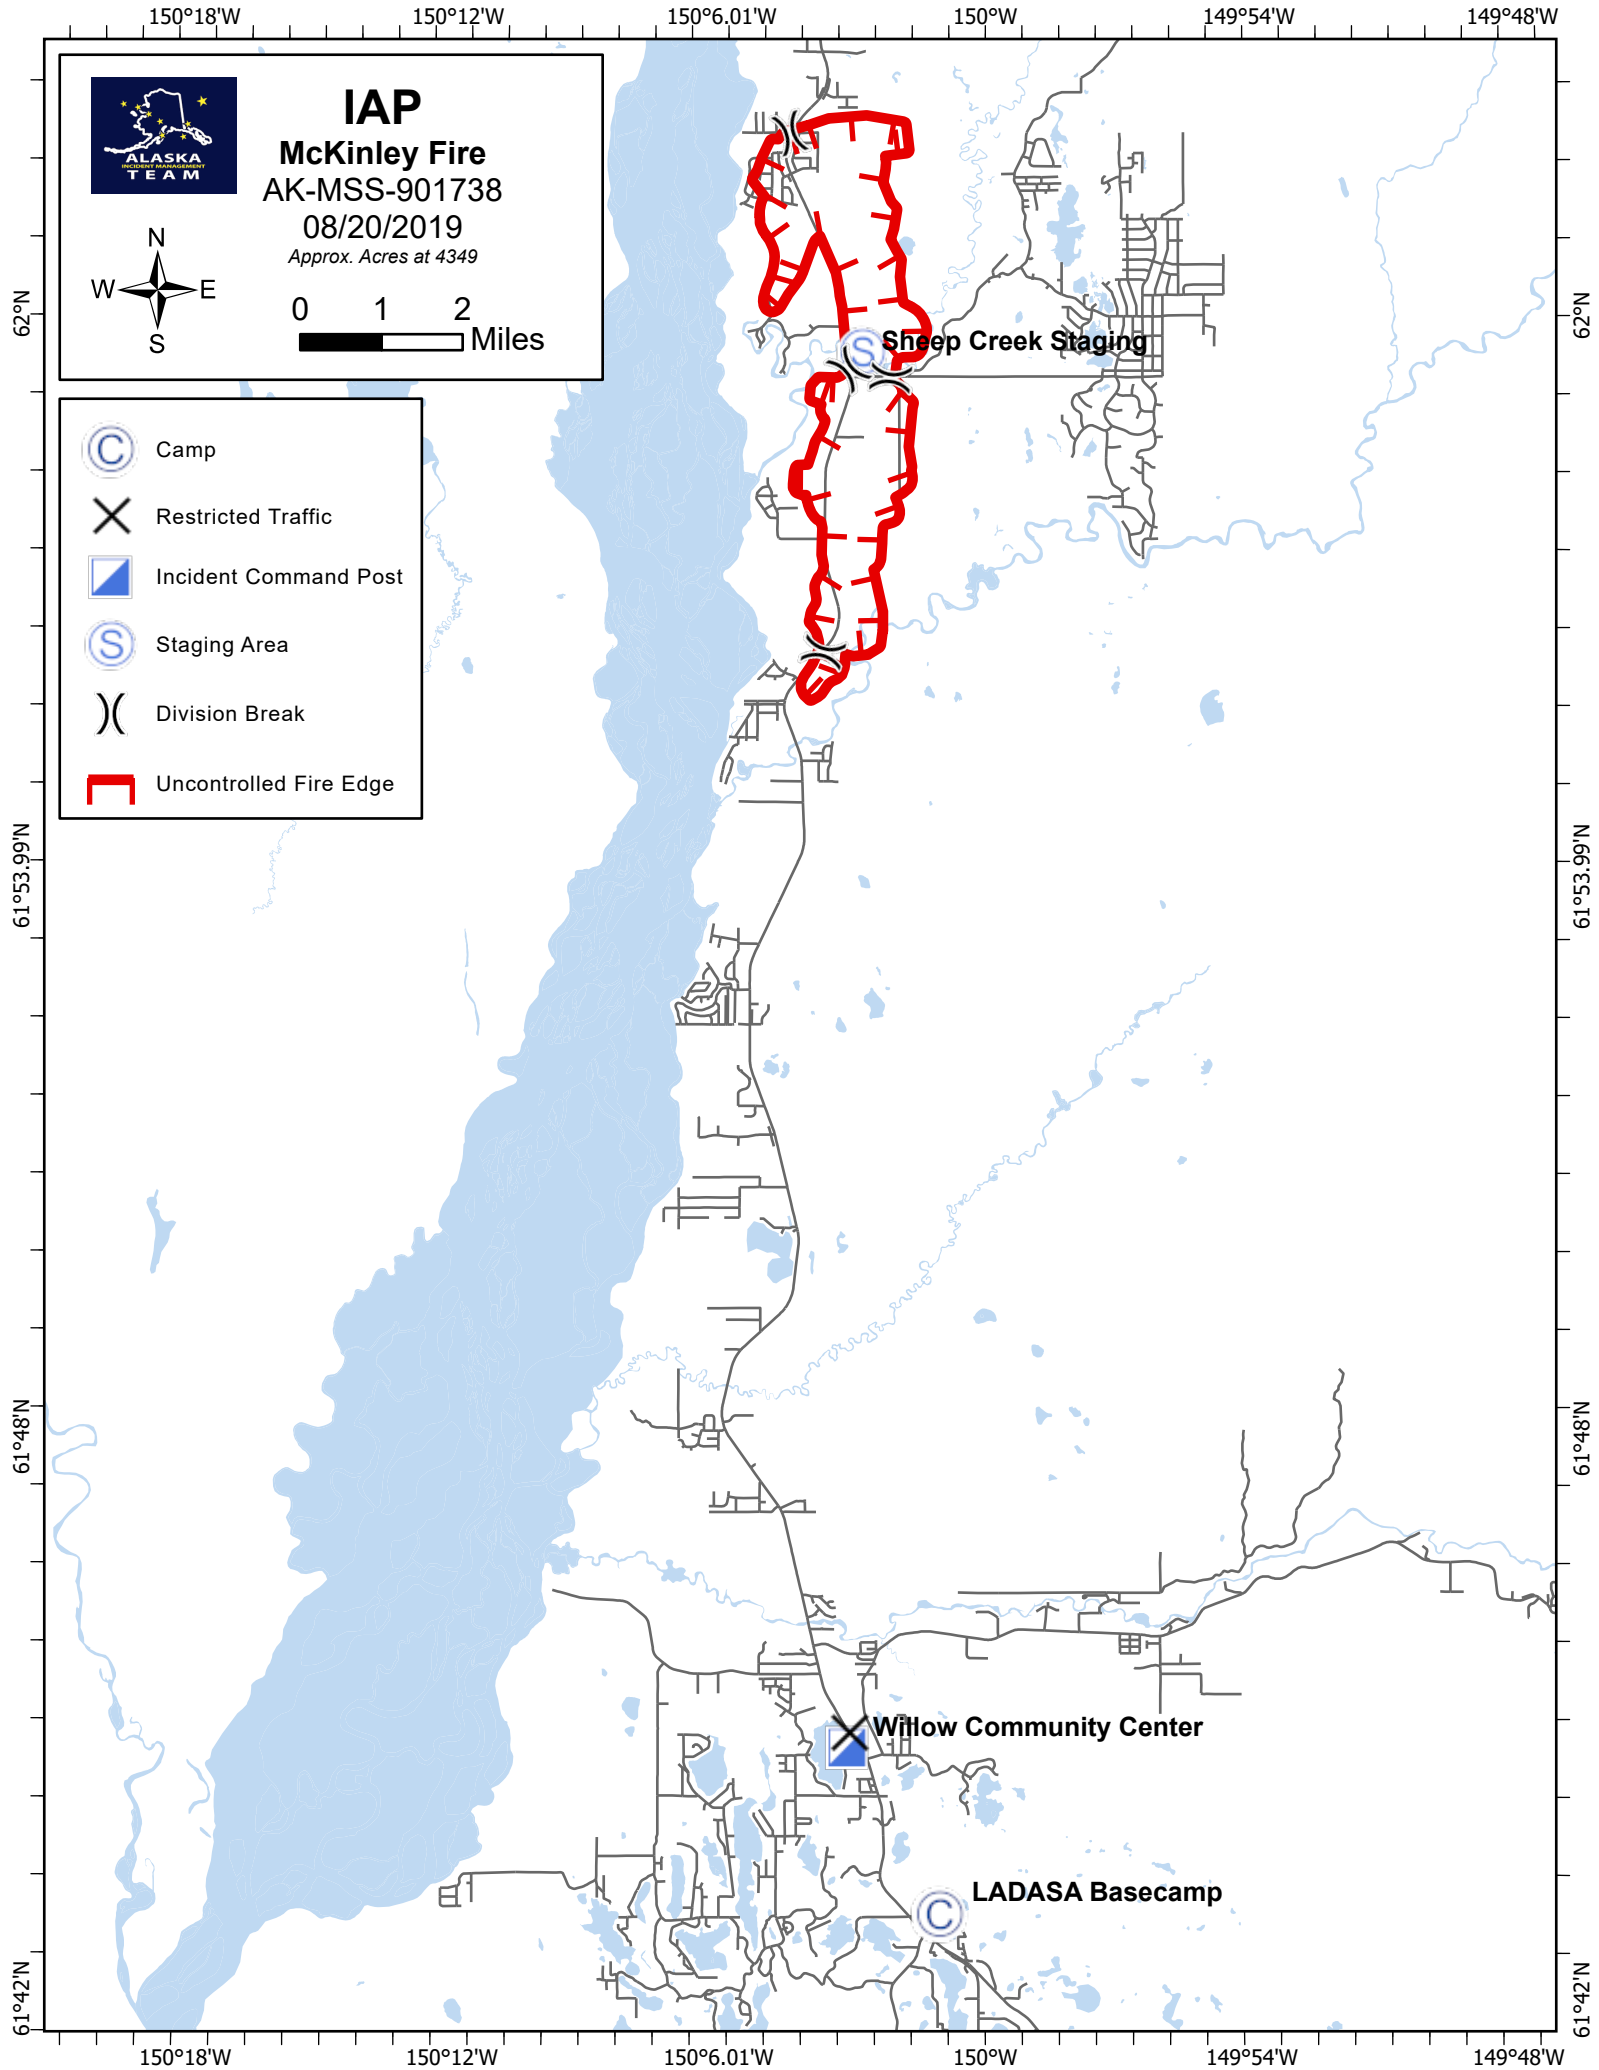 150°18'W 150°12'W 150°6.01'W 150°W 149°54'W 149°48'W
ALASKA
INCIDENT MANAGEMENT
TEAM
IAP
McKinley Fire
AK-MSS-901738
08/20/2019
Approx. Acres at 4349
N
W E
S
0 1 2
Miles
62°N
62°N
Sheep Creek Staging
C Camp
Restricted Traffic
Incident Command Post
S Staging Area
Division Break
Uncontrolled Fire Edge
S
61°53.99'N
61°53.99'N
61°48'N
61°48'N
Willow Community Center
LADASA Basecamp
C
61°42'N
61°42'N
150°18'W 150°12'W 150°6.01'W 150°W 149°54'W 149°48'W